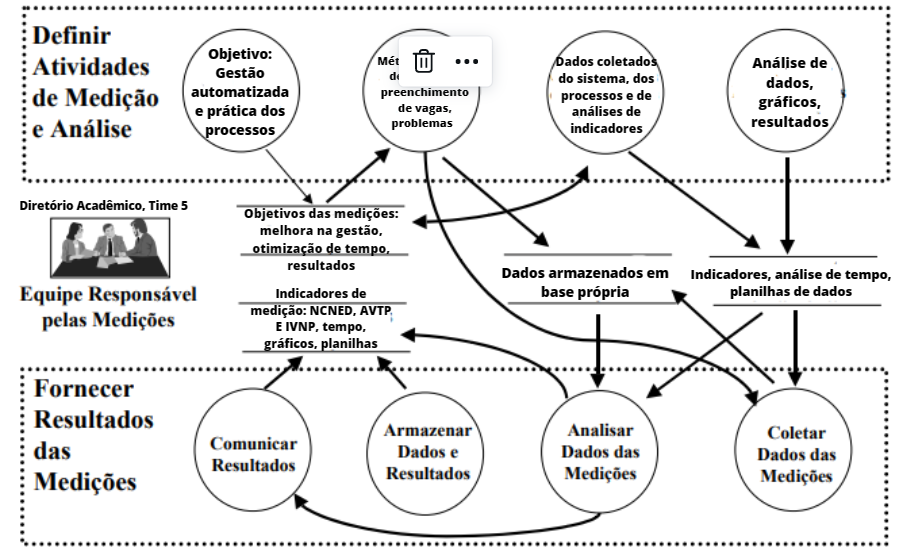 Definir
Atividades
de Medição
e Análise
Objetivo:
Gestão
automatizada
e prática dos
processos
preenchimento
de vagas,
problemas
Dados coletados
do sistema, dos
processos e de
análises de
indicadores
Análise de
dados,
gráficos,
resultados
Diretório Acadêmico, Time 5
Equipe Responsável
pelas Medições
Objetivos das medições:
melhora na gestão,
otimização de tempo,
resultados
Indicadores de
medição: NCNED, AVTP
E IVNP, tempo,
gráficos, planilhas
Dados armazenados em
base própria
Indicadores, análise de tempo,
planilhas de dados
Fornecer
Resultados
das
Medições
Comunicar
Resultados
Armazenar
Dados e
Resultados
Analisar
Dados das
Medições
Coletar
Dados das
Medições